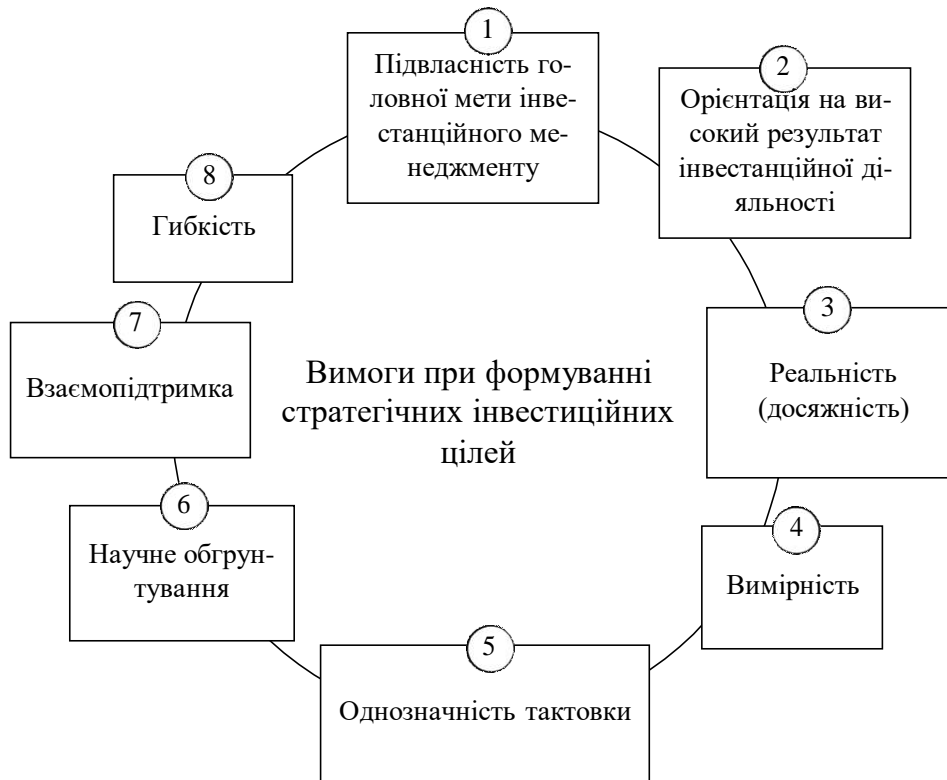 1
Підвласність го-
ловної мети інве-
станційного ме-
неджменту
2
Орієнтація на ви-
сокий результат
інвестанційної ді-
яльності
3
Реальність
(досяжність)
4
Вимірність
5
Однозначність тактовки
6
Научне обгрун-
тування
7
Взаємопідтримка
8
Гибкість
Вимоги при формуванні
стратегічних інвестиційних
цілей